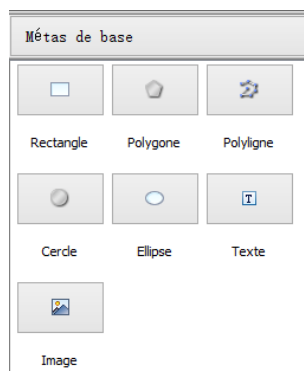 Métas de base
Rectangle Polygone Polyligne
T
Cercle Ellipse Texte
Image